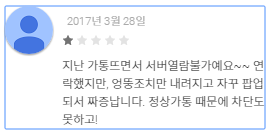 2017년 3월 28일
지난 가통뜨면서 서버열람불가예요~~ 연
락했지만, 엉뚱조치만 내려지고 자꾸 팝업
되서 짜증납니다. 정상가통 때문에 차단도
못하고!